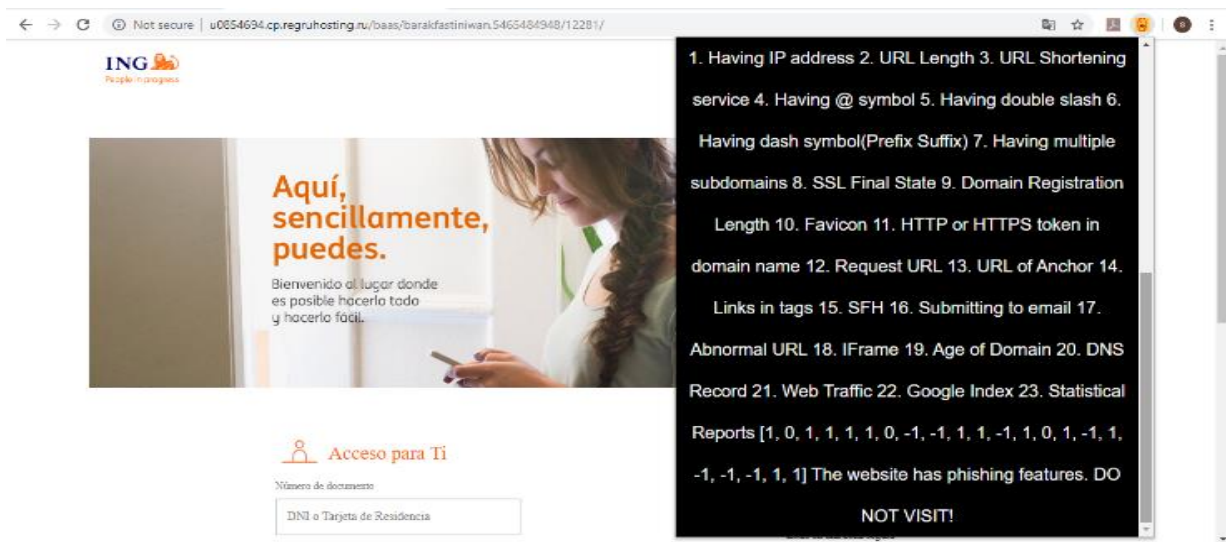 Not secure | u0854694.cp.regruhosting.ru/baas/barakfastiniwan.5465484948/12281/
ING
People in progress
Aquí,
sencillamente,
puedes.
Bienvenido al lugar donde
es posible hacerlo todo
y hacerlo fácil.
Acceso para Ti
Número de documento
DNI o Tarjeta de Residencia
1. Having IP address 2. URL Length 3. URL Shortening
service 4. Having @ symbol 5. Having double slash 6.
Having dash symbol(Prefix Suffix) 7. Having multiple
subdomains 8. SSL Final State 9. Domain Registration
Length 10. Favicon 11. HTTP or HTTPS token in
domain name 12. Request URL 13. URL of Anchor 14.
Links in tags 15. SFH 16. Submitting to email 17.
Abnormal URL 18. IFrame 19. Age of Domain 20. DNS
Record 21. Web Traffic 22. Google Index 23. Statistical
Reports [1, 0, 1, 1, 1, 1, 0, -1, -1, 1, 1, -1, 1, 0, 1, -1, 1,
-1, -1, -1, 1, 1] The website has phishing features. DO
NOT VISIT!